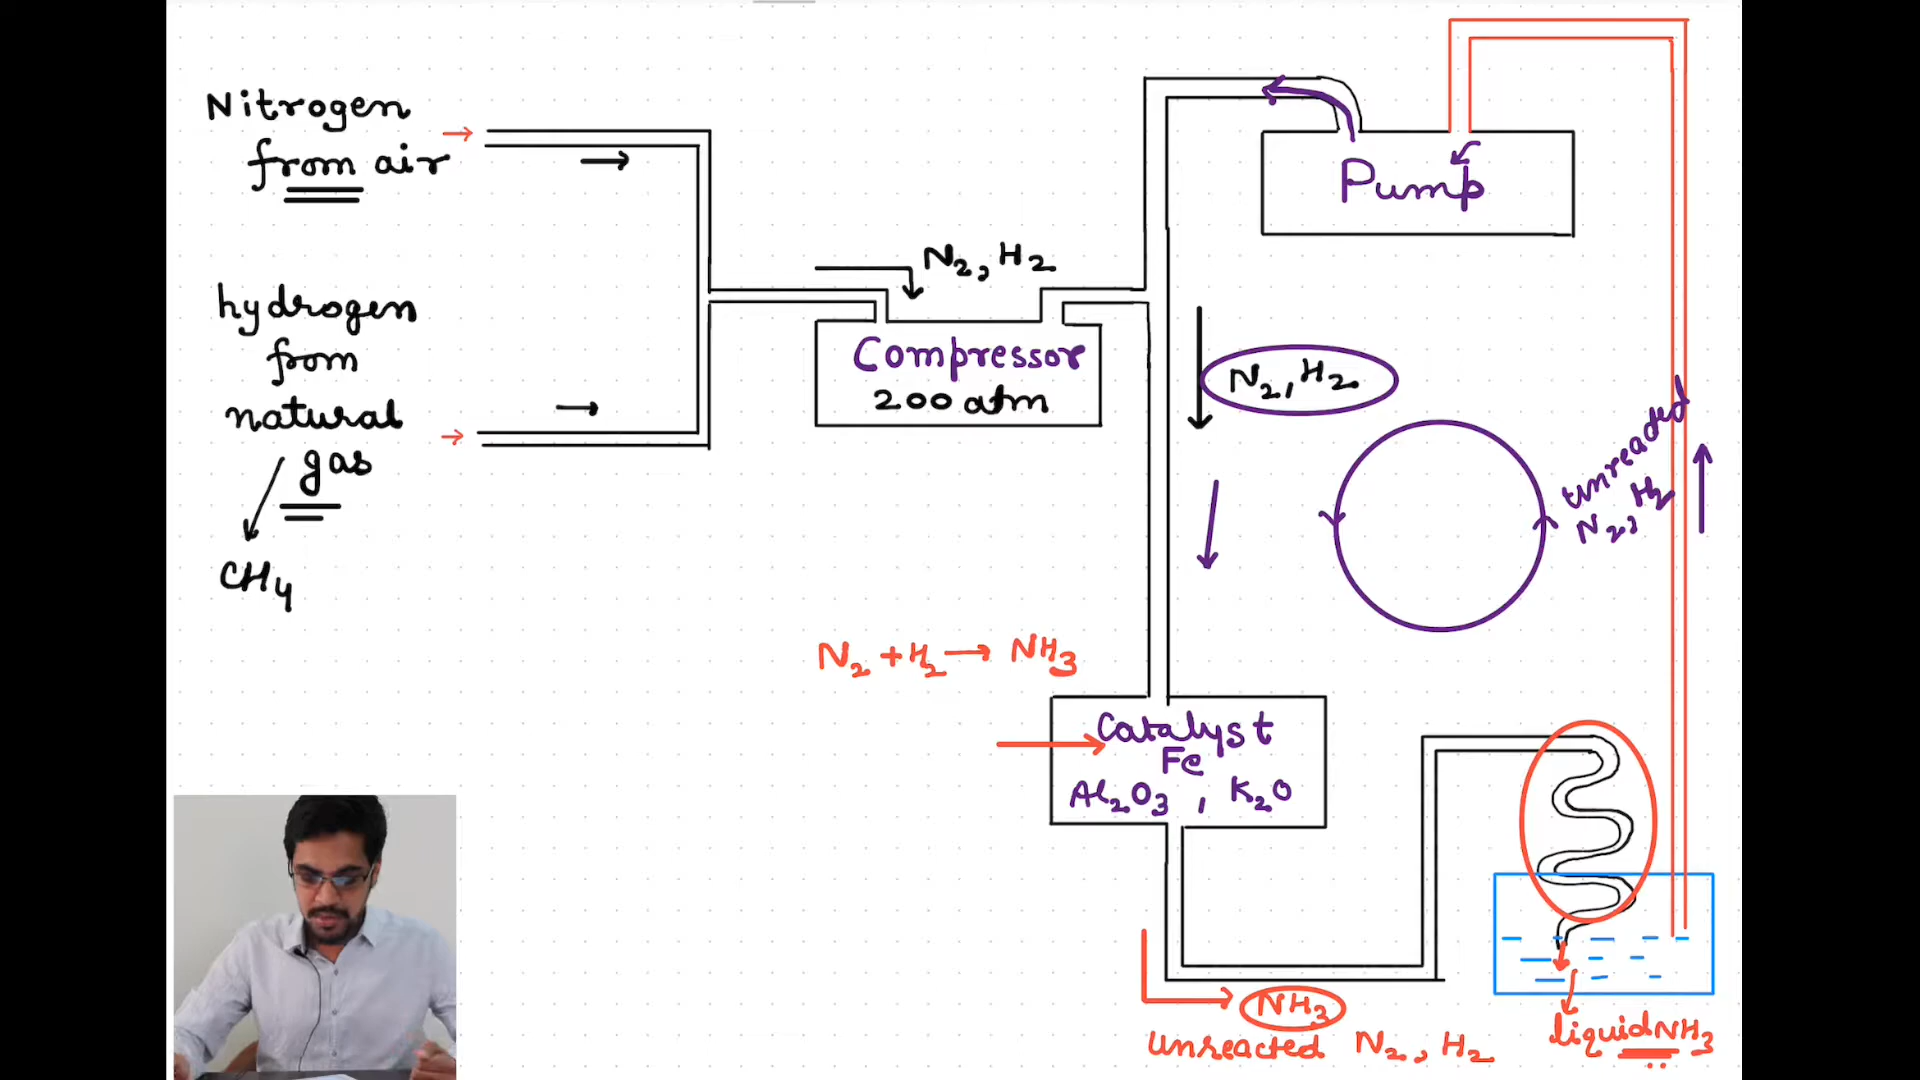 Nitrogen
from air
hydrogen
from
natural
gas
CH4
N2, H2
Compressor
200 atm
Pump
N2, H2
unreacted
N2, H2
N2 + H2 → NH3
Catalyst
Fe
Al2O3 , K2O
NH3
unreacted N2, H2
liquid NH3